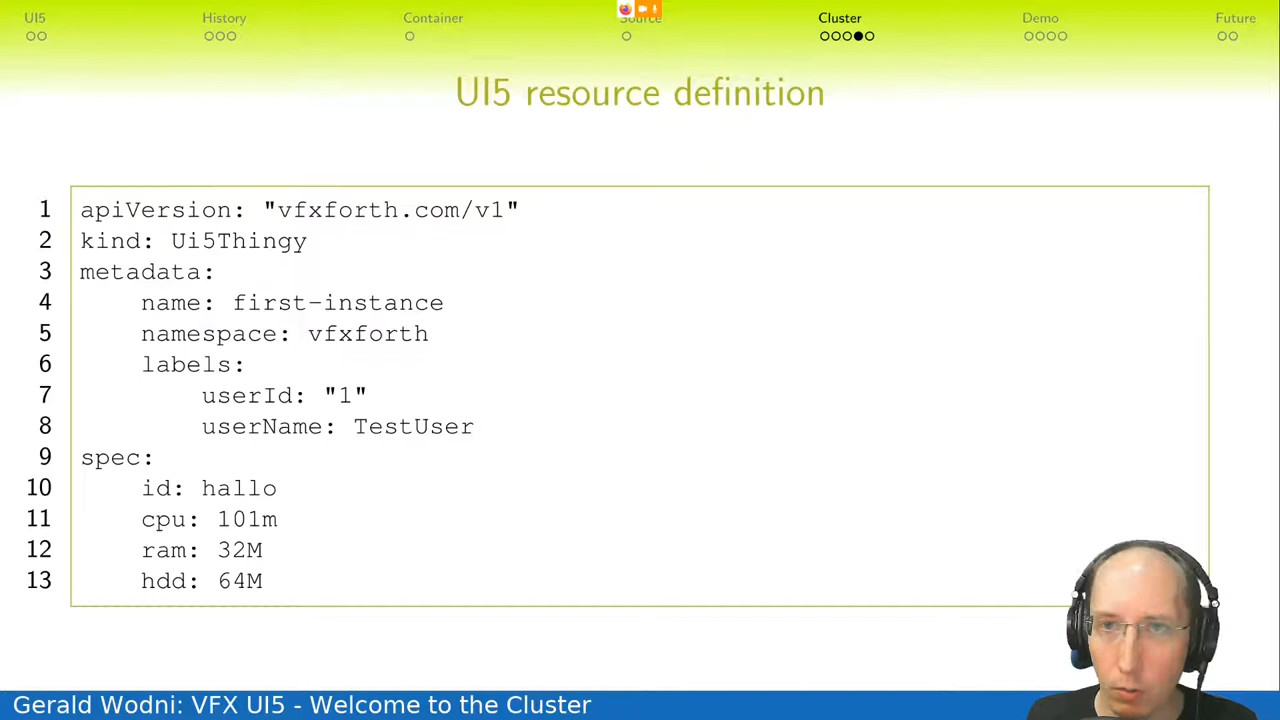 UI5 History Container Source Cluster Demo Future
UI5 resource definition
1 apiVersion: "vfxforth.com/v1"
2 kind: Ui5Thingy
3 metadata:
4 name: first-instance
5 namespace: vfxforth
6 labels:
7 userId: "1"
8 userName: TestUser
9 spec:
10 id: hallo
11 cpu: 101m
12 ram: 32M
13 hdd: 64M
Gerald Wodni: VFX UI5 - Welcome to the Cluster